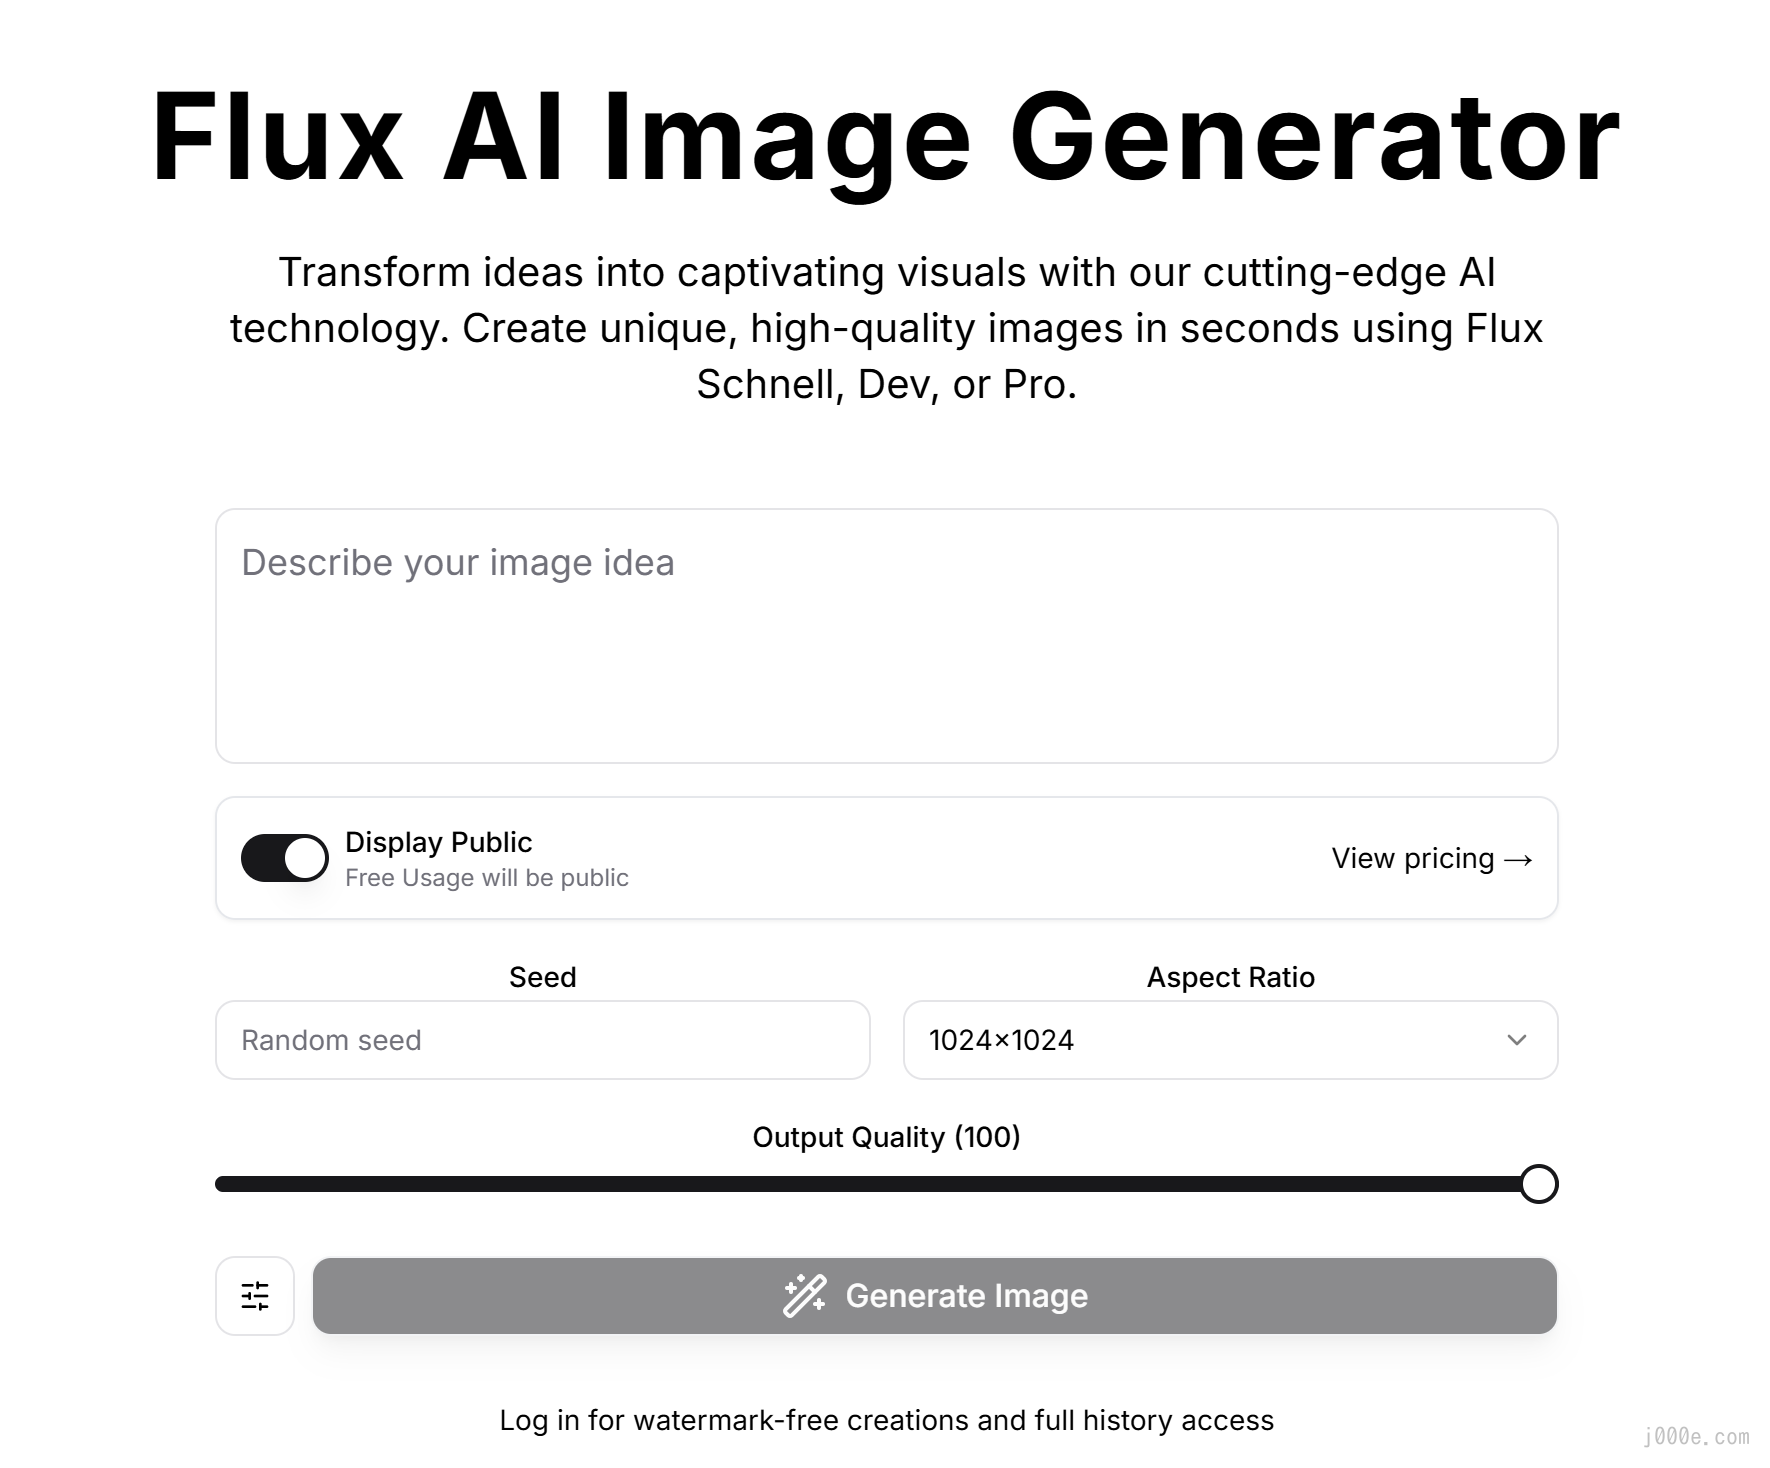 Flux AI Image Generator
Transform ideas into captivating visuals with our cutting-edge AI
technology. Create unique, high-quality images in seconds using Flux
Schnell, Dev, or Pro.
Describe your image idea
Display Public
Free Usage will be public
View pricing →
Seed
Aspect Ratio
Random seed
1024×1024
Output Quality (100)
Generate Image
Log in for watermark-free creations and full history access
j000e.com